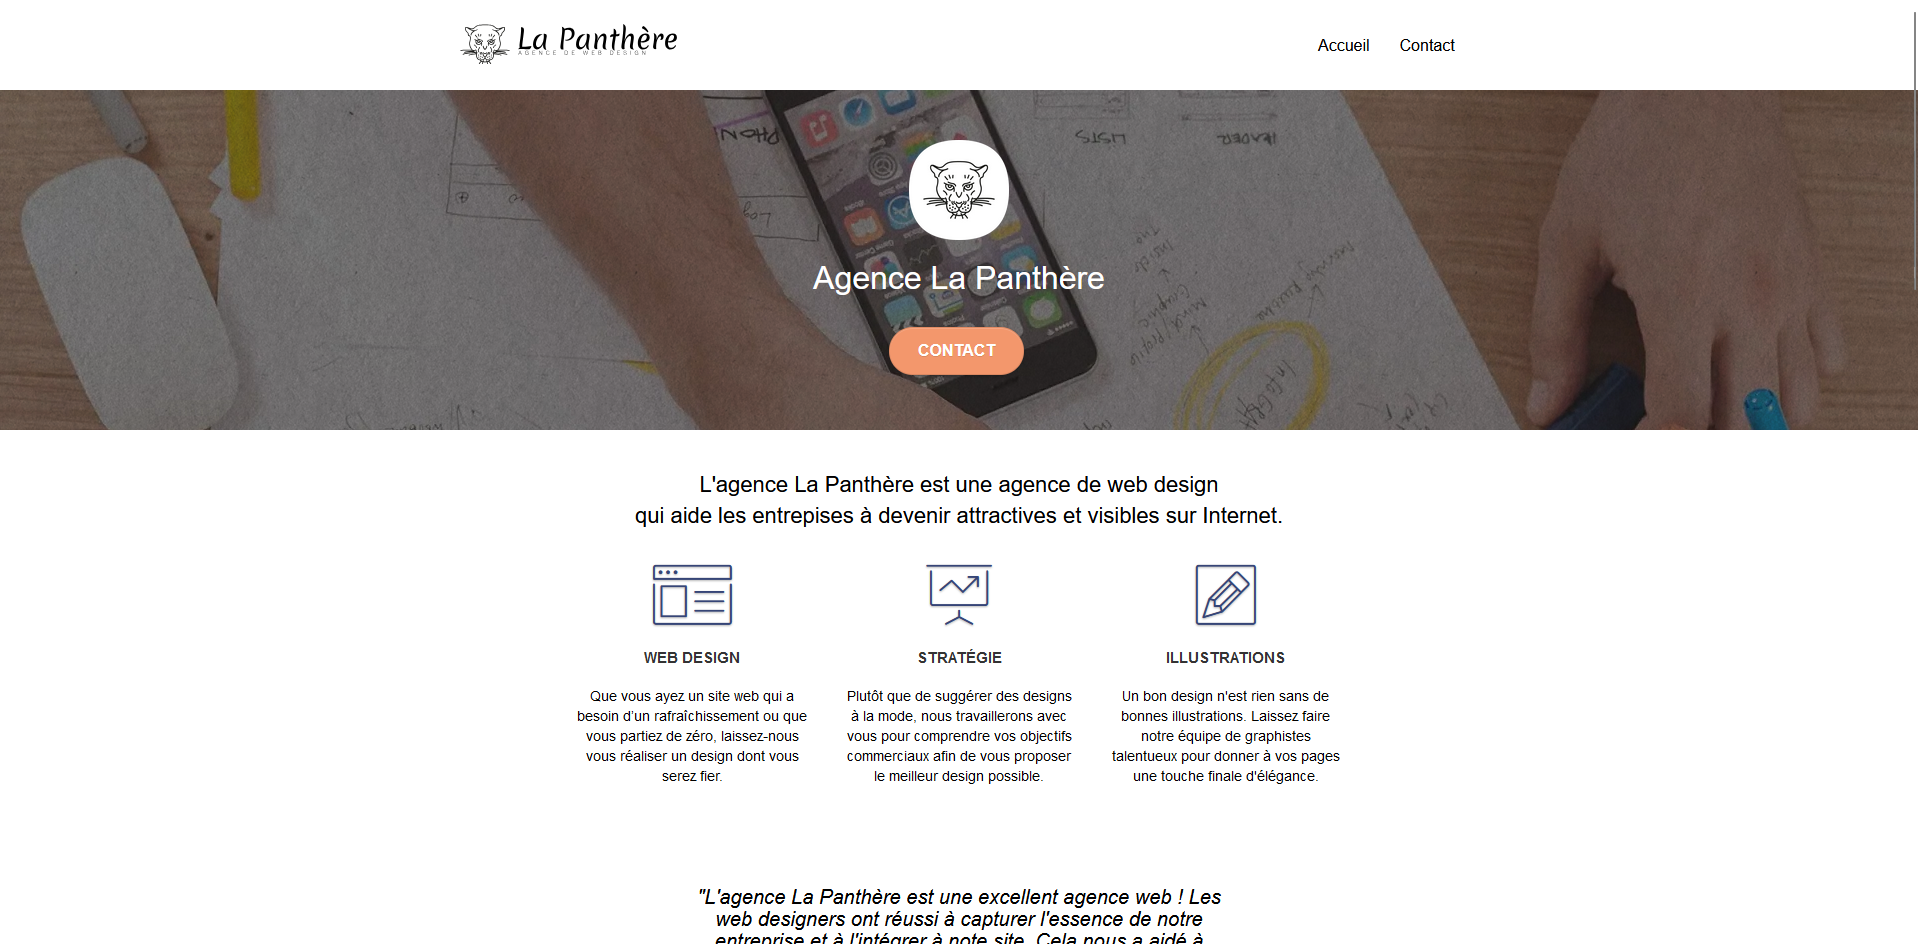 La Panthère
AGENCE DE WEB DESIGN
Accueil Contact
LISTS
HEADER
Agence La Panthère
CONTACT
L'agence La Panthère est une agence de web design
qui aide les entrepises à devenir attractives et visibles sur Internet.
WEB DESIGN
Que vous ayez un site web qui a
besoin d’un rafraîchissement ou que
vous partiez de zéro, laissez-nous
vous réaliser un design dont vous
serez fier.
STRATÉGIE
Plutôt que de suggérer des designs
à la mode, nous travaillerons avec
vous pour comprendre vos objectifs
commerciaux afin de vous proposer
le meilleur design possible.
ILLUSTRATIONS
Un bon design n'est rien sans de
bonnes illustrations. Laissez faire
notre équipe de graphistes
talentueux pour donner à vos pages
une touche finale d'élégance.
"L'agence La Panthère est une excellent agence web ! Les
web designers ont réussi à capturer l'essence de notre
entreprise et à l'intégrer à note site. Cela nous a aidé à